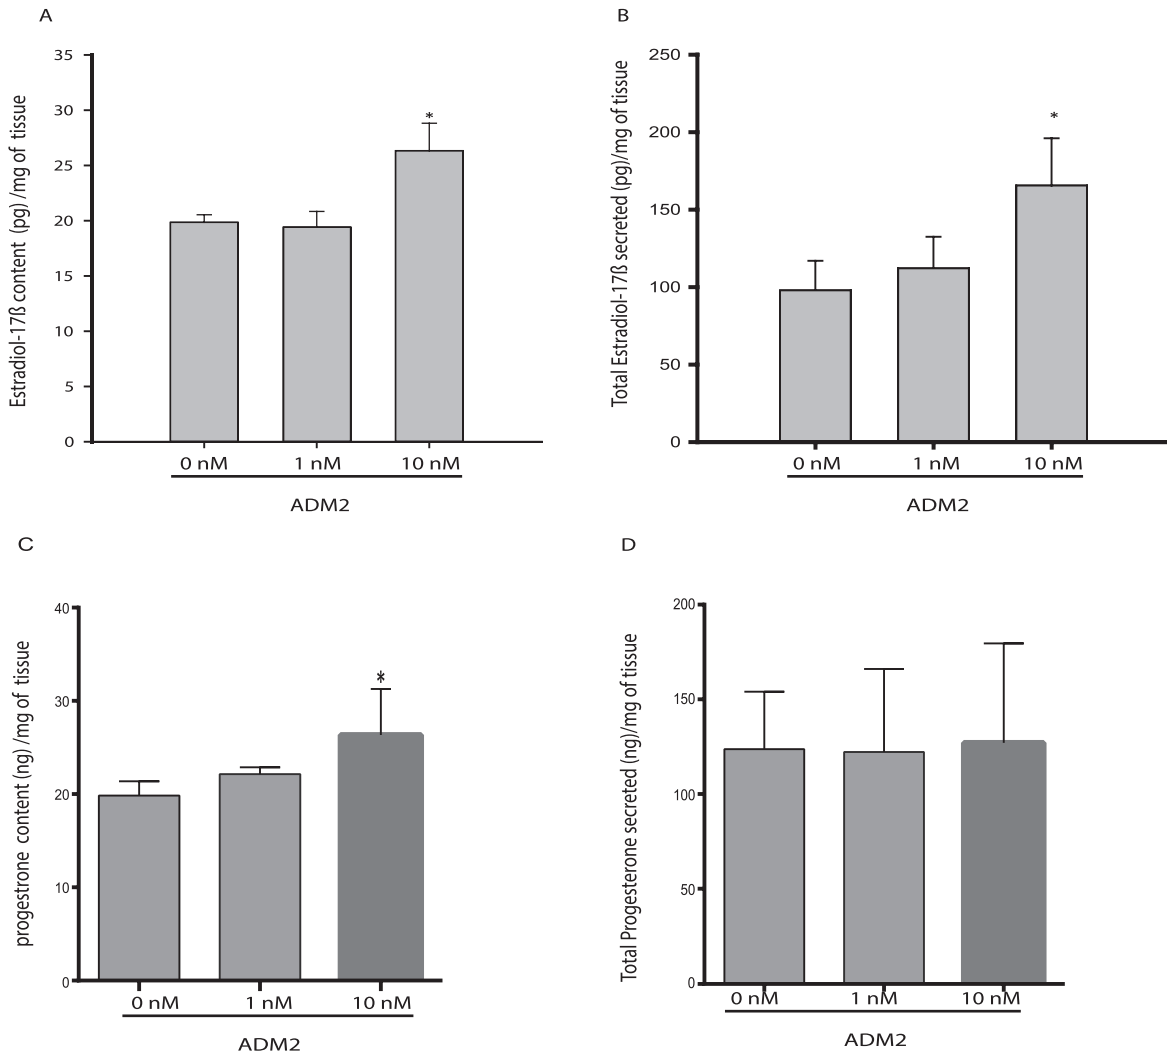 A
Estradiol-17ß content (pg) /mg of tissue
35
30
25
20
15
10
5
0
*
0 nM 1 nM 10 nM
ADM2
B
Total Estradiol-17ß secreted (pg)/mg of tissue
250
200
150
100
50
0
*
0 nM 1 nM 10 nM
ADM2
C
progestrone content (ng) /mg of tissue
40
30
20
10
0
*
0 nM 1 nM 10 nM
ADM2
D
Total Progesterone secreted (ng)/mg of tissue
200
150
100
50
0
0 nM 1 nM 10 nM
ADM2